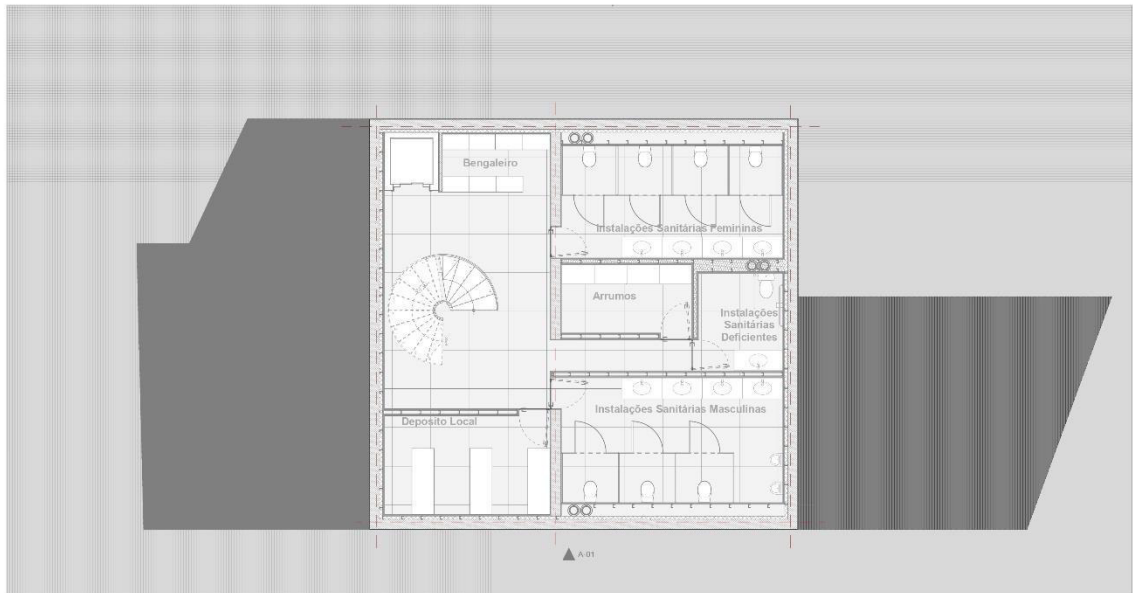 Bengaleiro
Instalações Sanitárias Femininas
Arrumos
Instalações
Sanitárias
Deficientes
Instalações Sanitárias Masculinas
Deposito Local
A-01